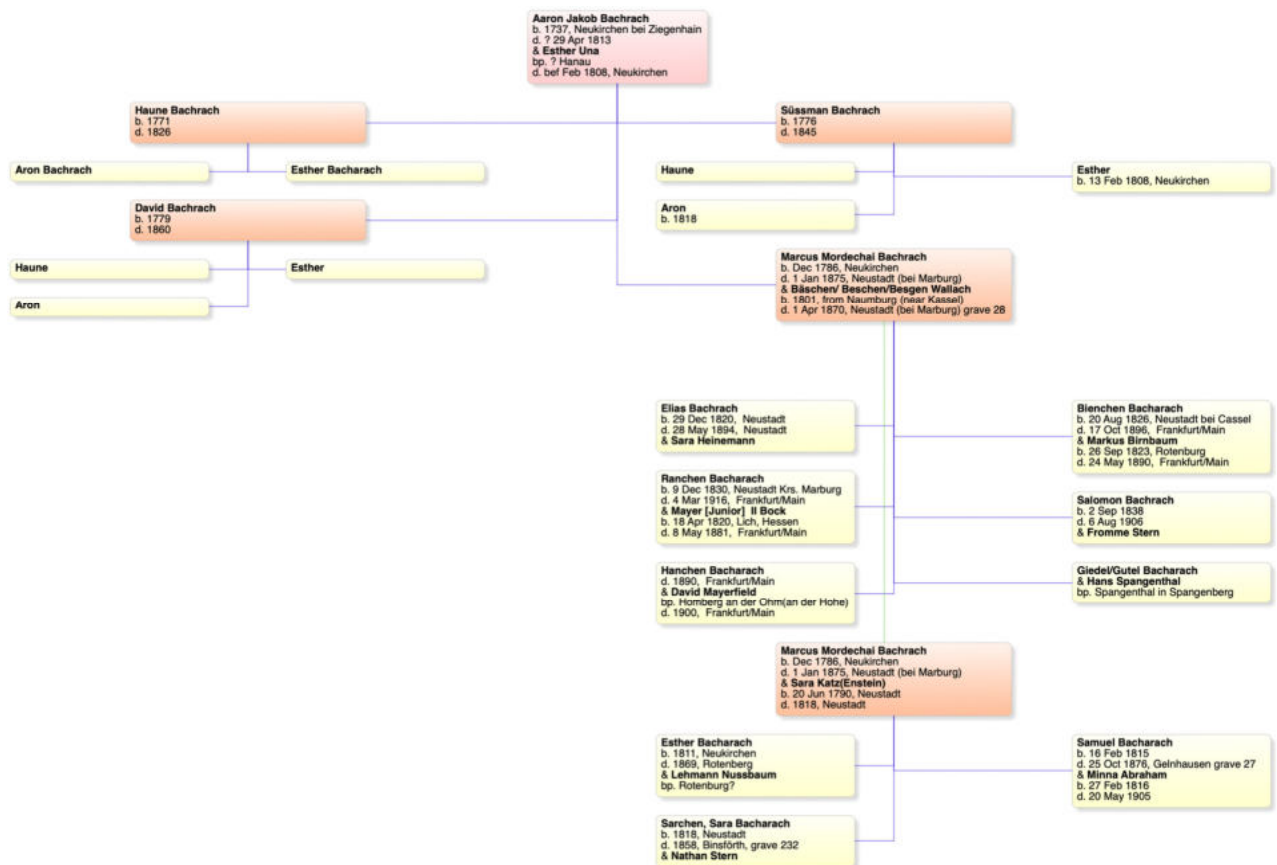 Aaron Jakob Bachrach
b. 1737, Neukirchen bei Ziegenhain
d. ? 29 Apr 1813
& Esther Una
bp. ? Hanau
d. bef Feb 1808, Neukirchen
Haune Bachrach
b. 1771
d. 1826
Süssman Bachrach
b. 1776
d. 1845
Aron Bachrach
Esther Bacharach
Haune
Esther
b. 13 Feb 1808, Neukirchen
David Bachrach
b. 1779
d. 1860
Aron
b. 1818
Haune
Esther
Aron
Marcus Mordechai Bachrach
b. Dec 1786, Neukirchen
d. 1 Jan 1875, Neustadt (bei Marburg)
& Bäschen/ Beschen/Besgen Wallach
b. 1801, from Naumburg (near Kassel)
d. 1 Apr 1870, Neustadt (bei Marburg) grave 28
Elias Bachrach
b. 29 Dec 1820, Neustadt
d. 28 May 1894, Neustadt
& Sara Heinemann
Bienchen Bacharach
b. 20 Aug 1826, Neustadt bei Cassel
d. 17 Oct 1896, Frankfurt/Main
& Markus Birnbaum
b. 26 Sep 1823, Rotenburg
d. 24 May 1890, Frankfurt/Main
Ranchen Bacharach
b. 9 Dec 1830, Neustadt Krs. Marburg
d. 4 Mar 1916, Frankfurt/Main
& Mayer [Junior] II Bock
b. 18 Apr 1820, Lich, Hessen
d. 8 May 1881, Frankfurt/Main
Salomon Bachrach
b. 2 Sep 1838
d. 6 Aug 1906
& Fromme Stern
Hanchen Bacharach
d. 1890, Frankfurt/Main
& David Mayerfield
bp. Homberg an der Ohm(an der Hohe)
d. 1900, Frankfurt/Main
Giedel/Gutel Bacharach
& Hans Spangenthal
bp. Spangenthal in Spangenberg
Marcus Mordechai Bachrach
b. Dec 1786, Neukirchen
d. 1 Jan 1875, Neustadt (bei Marburg)
& Sara Katz(Enstein)
b. 20 Jun 1790, Neustadt
d. 1818, Neustadt
Esther Bacharach
b. 1811, Neukirchen
d. 1869, Rotenberg
& Lehmann Nussbaum
bp. Rotenburg?
Samuel Bacharach
b. 16 Feb 1815
d. 25 Oct 1876, Gelnhausen grave 27
& Minna Abraham
b. 27 Feb 1816
d. 20 May 1905
Sarchen, Sara Bacharach
b. 1818, Neustadt
d. 1858, Binsförth, grave 232
& Nathan Stern